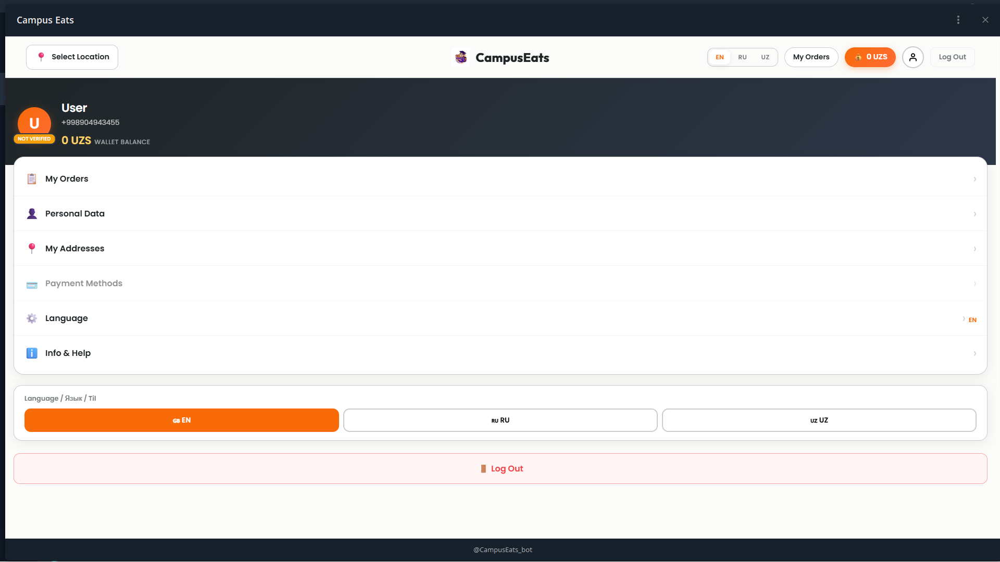 Campus Eats
Select Location
CampusEats
EN RU UZ
My Orders
0 UZS
Log Out
U
NOT VERIFIED
User
+998904943455
0 UZS WALLET BALANCE
My Orders
Personal Data
My Addresses
Payment Methods
Language
EN
Info & Help
Language / Язык / Til
GB EN
RU RU
UZ UZ
Log Out
@CampusEats_bot